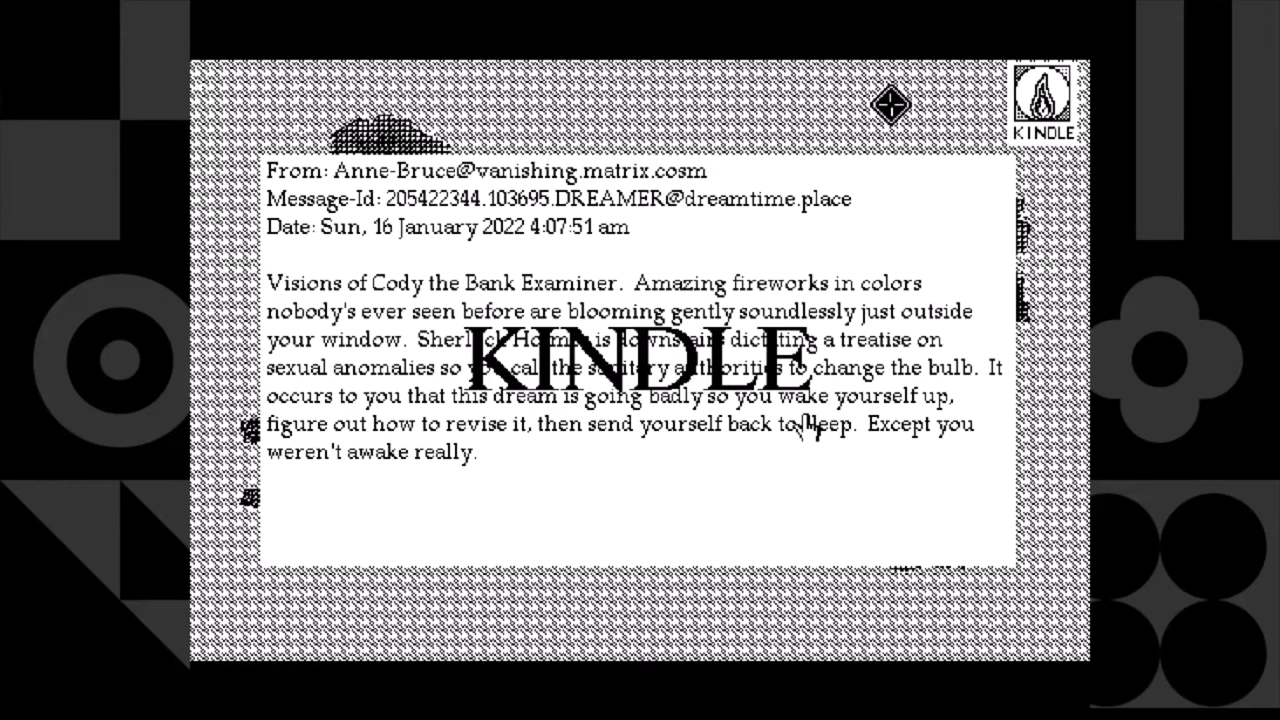 KINDLE
From: Anne-Bruce@vanishing.matrix.cosm
Message-Id: 205422344.103695.DREAMER@dreamtime.place
Date: Sun, 16 January 2022 4:07:51 am
Visions of Cody the Bank Examiner.  Amazing fireworks in colors
nobody's ever seen before are blooming gently soundlessly just outside
your window.  Sherlock Holmes is downstairs dictating a treatise on
KINDLE
sexual anomalies so you call the sanitary authorities to change the bulb.  It
occurs to you that this dream is going badly so you wake yourself up,
figure out how to revise it, then send yourself back to sleep.  Except you
weren't awake really.